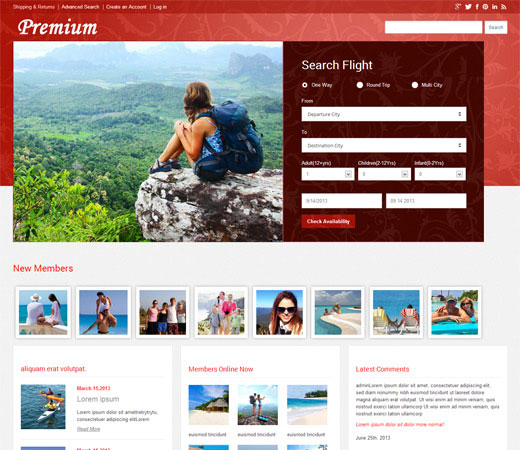 Shipping & Returns | Advanced Search | Create an Account | Log in
Premium
Search
Search Flight
One Way Round Trip Multi City
From
Departure City
To
Destination City
Adult(12+yrs) Children(2-12Yrs) Infant(0-2Yrs)
1 0 0
9/14/2013 09 14 2013
Check Availability
New Members
aliquam erat volutpat.
March 15,2013
Lorem ipsum
Lorem ipsum dolor sit ametretrytrytu,
consectetuer adipiscing elitLorem
Read More
March 15,2013
Members Online Now
euismod tincidunt euismod tincidunt euismod tincidunt
Latest Comments
adminLorem ipsum dolor sit amet, consectetuer adipiscing elit,
sed diam nonummy nibh euismod tincidunt ut laoreet dolore
magna aliquam erat volutpat. Ut wisi enim ad minim veniam, quis
nostrud exerci tation ullamcorper Ut wisi enim ad minim veniam,
quis nostrud exerci tation ullamcorper
Lorem ipsum dolor sit dolor more normal!
June 25th, 2013